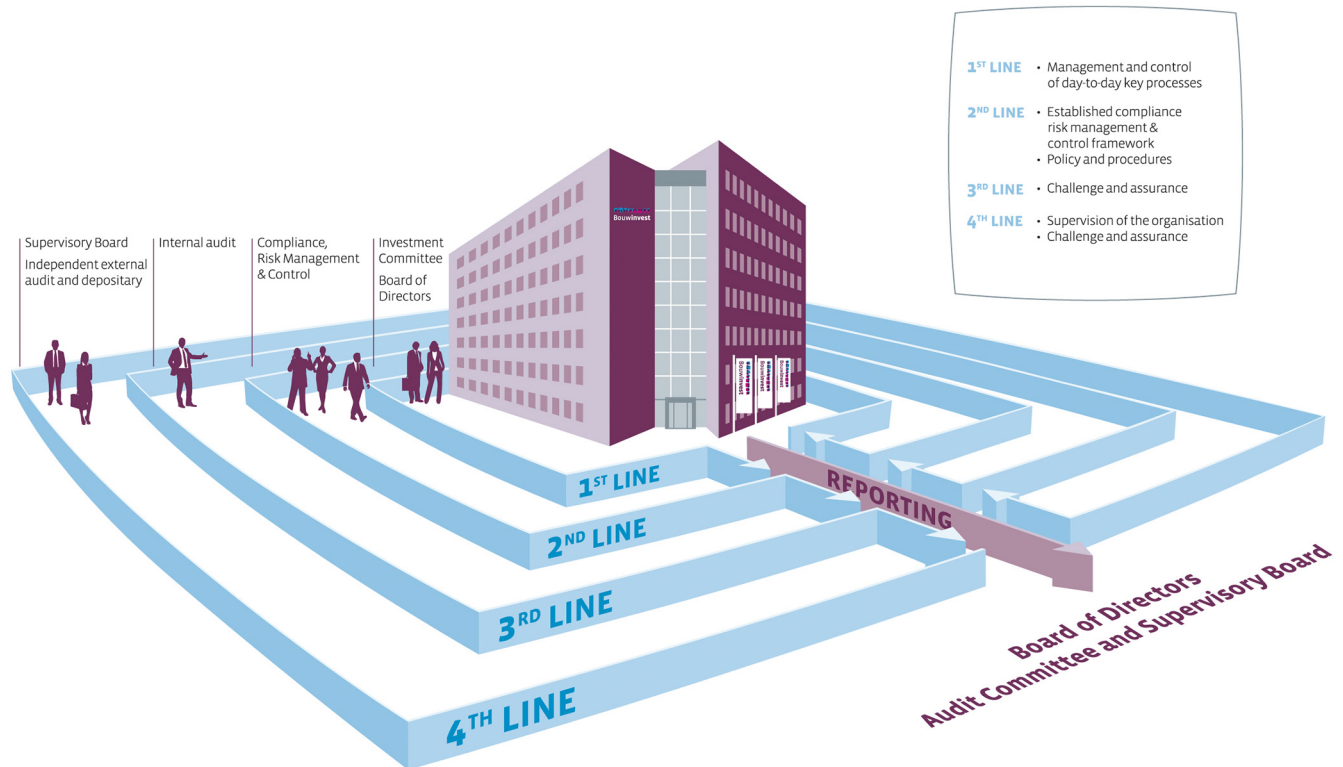 1ST LINE • Management and control
of day-to-day key processes
2ND LINE • Established compliance
risk management &
control framework
• Policy and procedures
3RD LINE • Challenge and assurance
4TH LINE • Supervision of the organisation
• Challenge and assurance
Supervisory Board
Independent external
audit and depositary
Internal audit
Compliance,
Risk Management
& Control
Investment
Committee
Board of
Directors
Bouwinvest
Bouwinvest
Bouwinvest
Bouwinvest
1ST LINE
2ND LINE
3RD LINE
4TH LINE
REPORTING
Board of Directors
Audit Committee and Supervisory Board